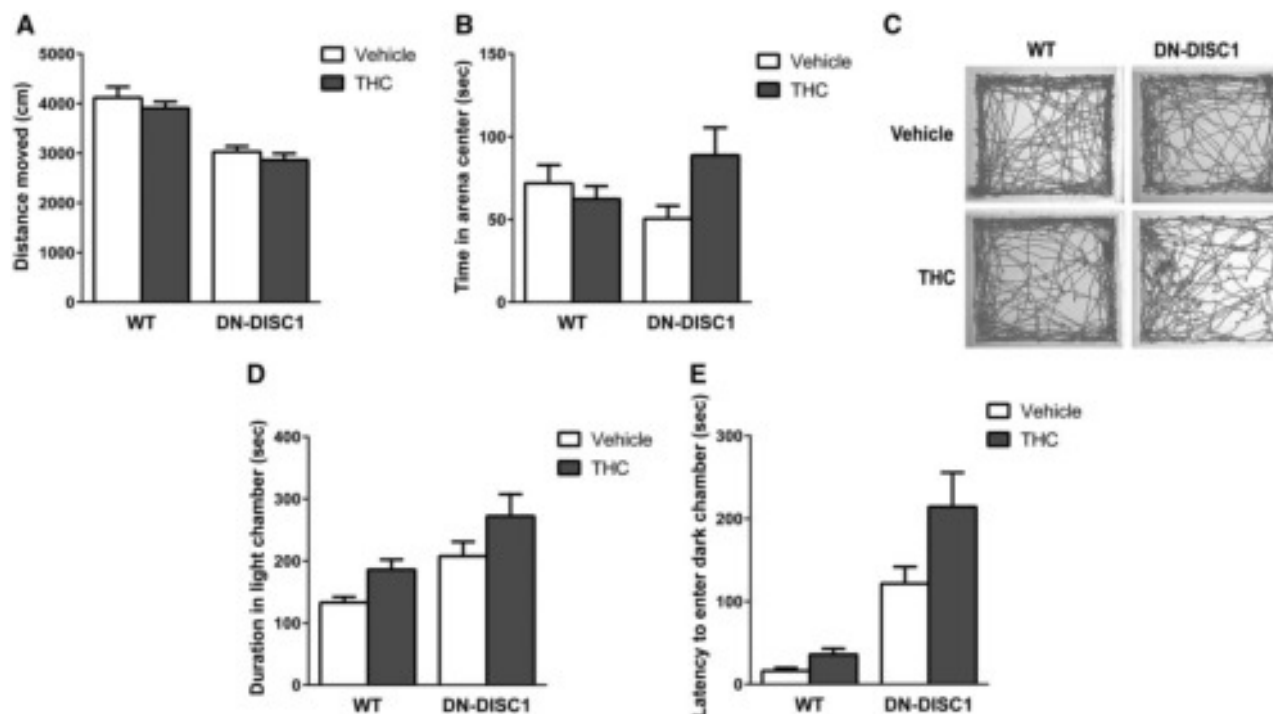 A
Distance moved (cm)
5000
4000
3000
2000
1000
0
WT
DN-DISC1
Vehicle
THC
B
Time in arena center (sec)
150
100
50
0
WT
DN-DISC1
Vehicle
THC
C
WT
DN-DISC1
Vehicle
THC
D
Duration in light chamber (sec)
400
300
200
100
0
WT
DN-DISC1
Vehicle
THC
E
Latency to enter dark chamber (sec)
300
200
100
0
WT
DN-DISC1
Vehicle
THC